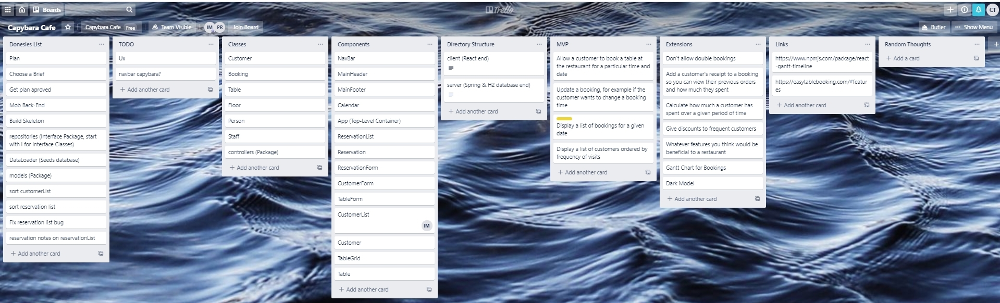 Boards
Trello
CT
Capybara Cafe
Capybara Cafe Free
Team Visible
IM PR
Join Board
Butler
Show Menu
Donesies List
Plan
Choose a Brief
Get plan aproved
Mob Back-End
Build Skeleton
repositories (Interface Package, start
with I for Interface Classes)
DataLoader (Seeds database)
models (Package)
sort customerList
sort reservation list
Fix reservation list bug
reservation notes on reservationList
+ Add another card
TODO
Ux
navbar capybara?
+ Add another card
Classes
Customer
Booking
Table
Floor
Person
Staff
controllers (Package)
+ Add another card
Components
NavBar
MainHeader
MainFooter
Calendar
App (Top-Level Container)
ReservationList
Reservation
ReservationForm
CustomerForm
TableForm
CustomerList
IM
Customer
TableGrid
Table
+ Add another card
Directory Structure
client (React end)
server (Spring & H2 database end)
+ Add another card
MVP
Allow a customer to book a table at
the restaurant for a particular time and
date
Update a booking, for example if the
customer wants to change a booking
time
Display a list of bookings for a given
date
Display a list of customers ordered by
frequency of visits
+ Add another card
Extensions
Don't allow double bookings
Add a customer's receipt to a booking
so you can view their previous orders
and how much they spent
Calculate how much a customer has
spent over a given period of time
Give discounts to frequent customers
Whatever features you think would be
beneficial to a restaurant
Gantt Chart for Bookings
Dark Mode!
+ Add another card
Links
https://www.npmjs.com/package/react
-gantt-timeline
https://easytablebooking.com/#featur
es
+ Add another card
Random Thoughts
+ Add a card